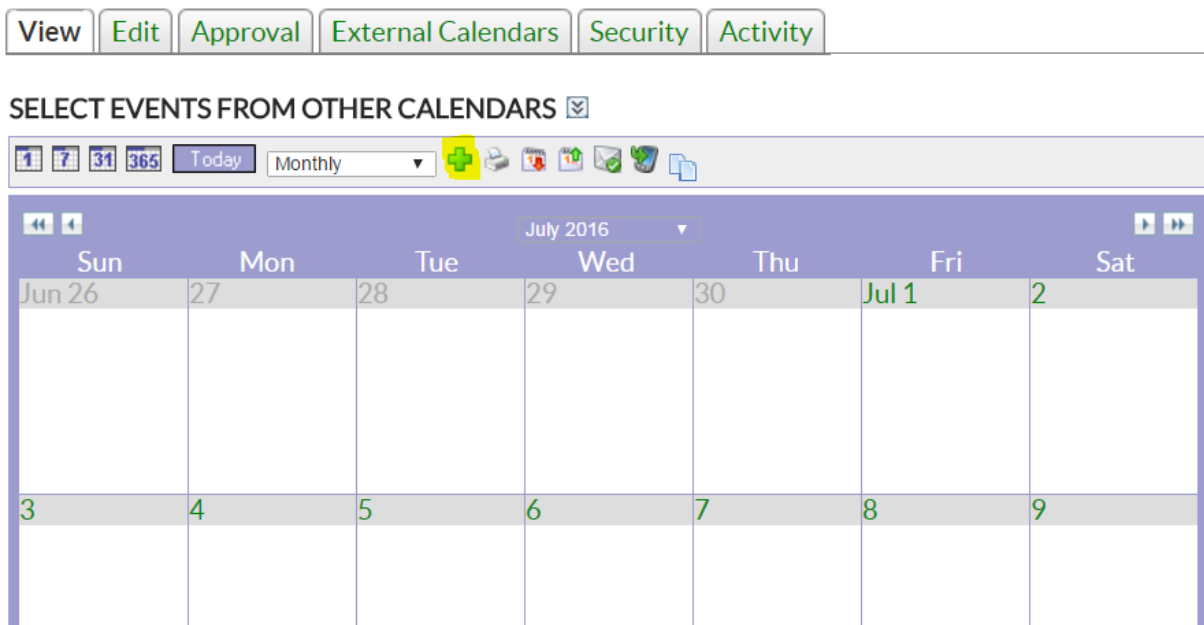 View Edit Approval External Calendars Security Activity
SELECT EVENTS FROM OTHER CALENDARS
1 7 31 365 Today Monthly
July 2016
Sun Mon Tue Wed Thu Fri Sat
Jun 26 27 28 29 30 Jul 1 2
3 4 5 6 7 8 9